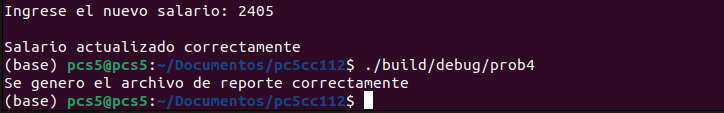 Ingrese el nuevo salario: 2405
Salario actualizado correctamente
(base) pcs5@pcs5:~/Documentos/pc5cc112$ ./build/debug/prob4
Se genero el archivo de reporte correctamente
(base) pcs5@pcs5:~/Documentos/pc5cc112$